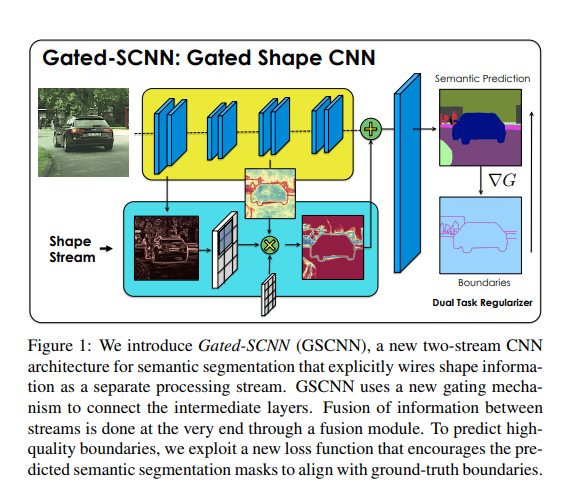 Gated-SCNN: Gated Shape CNN
Semantic Prediction
∇G
Shape
Stream
Boundaries
Dual Task Regularizer
Figure 1: We introduce Gated-SCNN (GSCNN), a new two-stream CNN
architecture for semantic segmentation that explicitly wires shape informa-
tion as a separate processing stream. GSCNN uses a new gating mecha-
nism to connect the intermediate layers. Fusion of information between
streams is done at the very end through a fusion module. To predict high-
quality boundaries, we exploit a new loss function that encourages the pre-
dicted semantic segmentation masks to align with ground-truth boundaries.